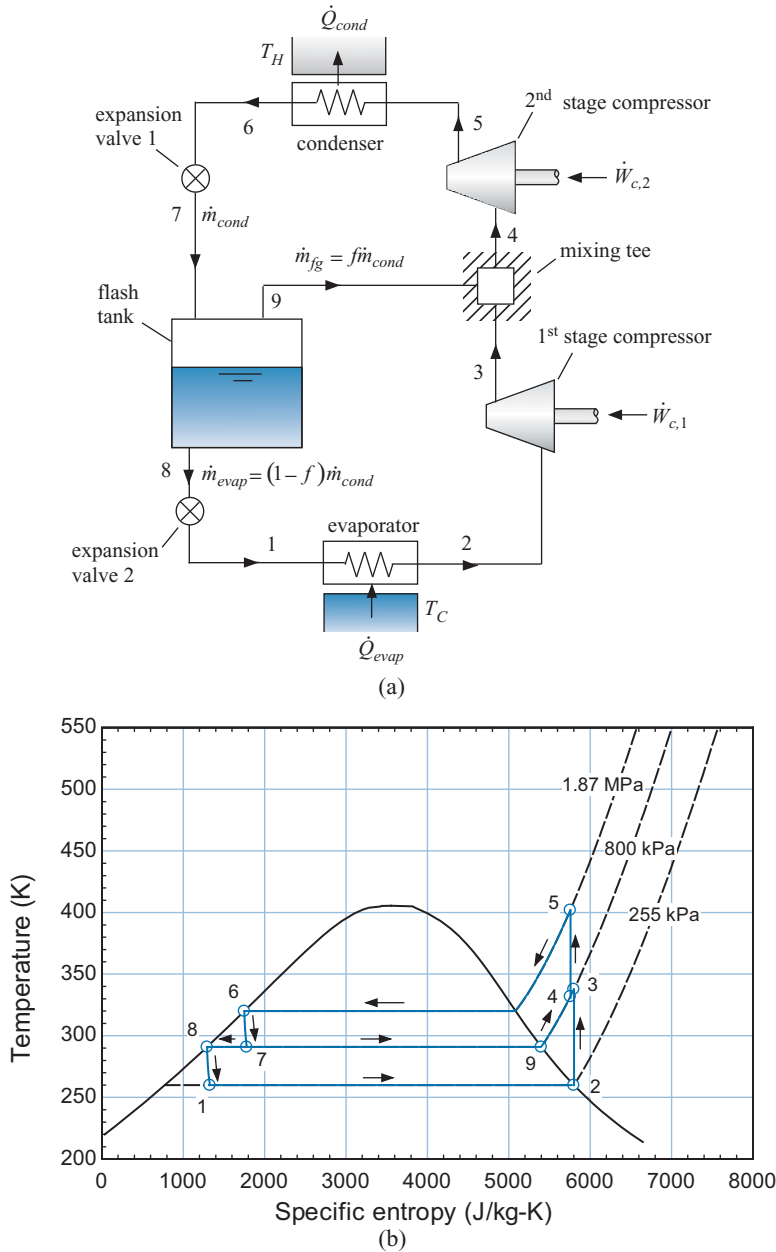 Q̇cond
TH
2nd
stage compressor
expansion
valve 1
6
condenser
5
Ẇc,2
7
ṁcond
4
ṁfg = fṁcond
mixing tee
flash
tank
9
1st stage compressor
3
Ẇc,1
8
ṁevap = (1– f)ṁcond
evaporator
1
2
expansion
valve 2
TC
Q̇evap
(a)
550
500
450
400
350
300
250
200
Temperature (K)
1.87 MPa
800 kPa
255 kPa
5
3
4
6
8
7
9
1
2
0 1000 2000 3000 4000 5000 6000 7000 8000
Specific entropy (J/kg-K)
(b)